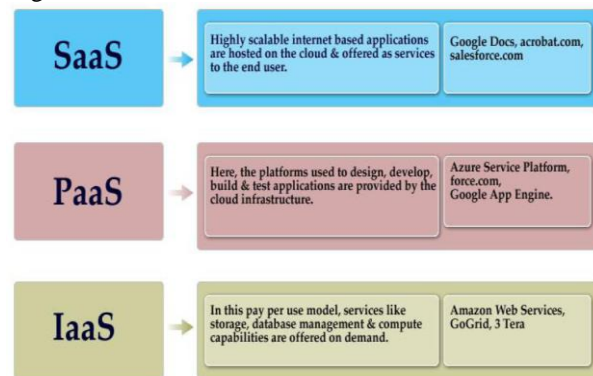 SaaS
Highly scalable internet based applications
are hosted on the cloud & offered as services
to the end user.
Google Docs, acrobat.com,
salesforce.com
PaaS
Here, the platforms used to design, develop,
build & test applications are provided by the
cloud infrastructure.
Azure Service Platform,
force.com,
Google App Engine.
IaaS
In this pay per use model, services like
storage, database management & compute
capabilities are offered on demand.
Amazon Web Services,
GoGrid, 3 Tera